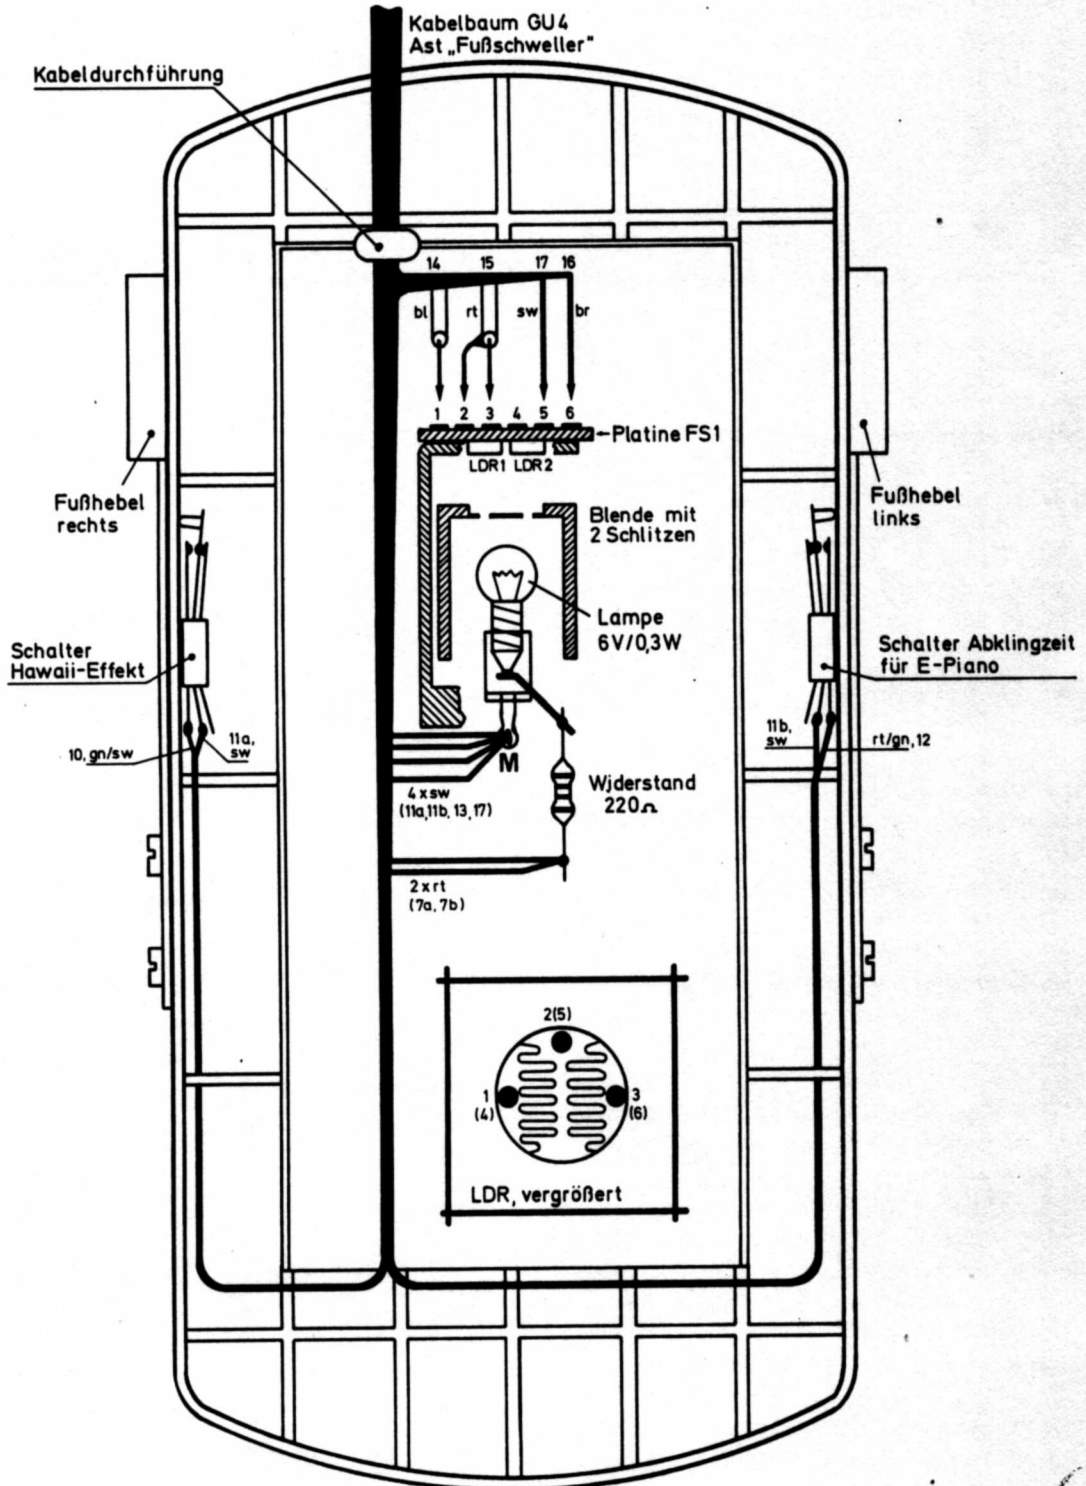 Kabelbaum GU4
Ast „Fußschweller"
Kabeldurchführung
14 15 17 16
bl rt sw br
1 2 3 4 5 6
Platine FS1
LDR1 LDR2
Fußhebel
rechts
Fußhebel
links
Blende mit
2 Schlitzen
Lampe
6V/0,3W
Schalter
Hawaii-Effekt
Schalter Abklingzeit
für E-Piano
10, gn/sw
11a,
sw
11b,
sw
rt/gn, 12
M
4 x sw
(11a, 11b, 13, 17)
Widerstand
220Ω
2 x rt
(7a, 7b)
2(5)
1
(4)
3
(6)
LDR, vergrößert